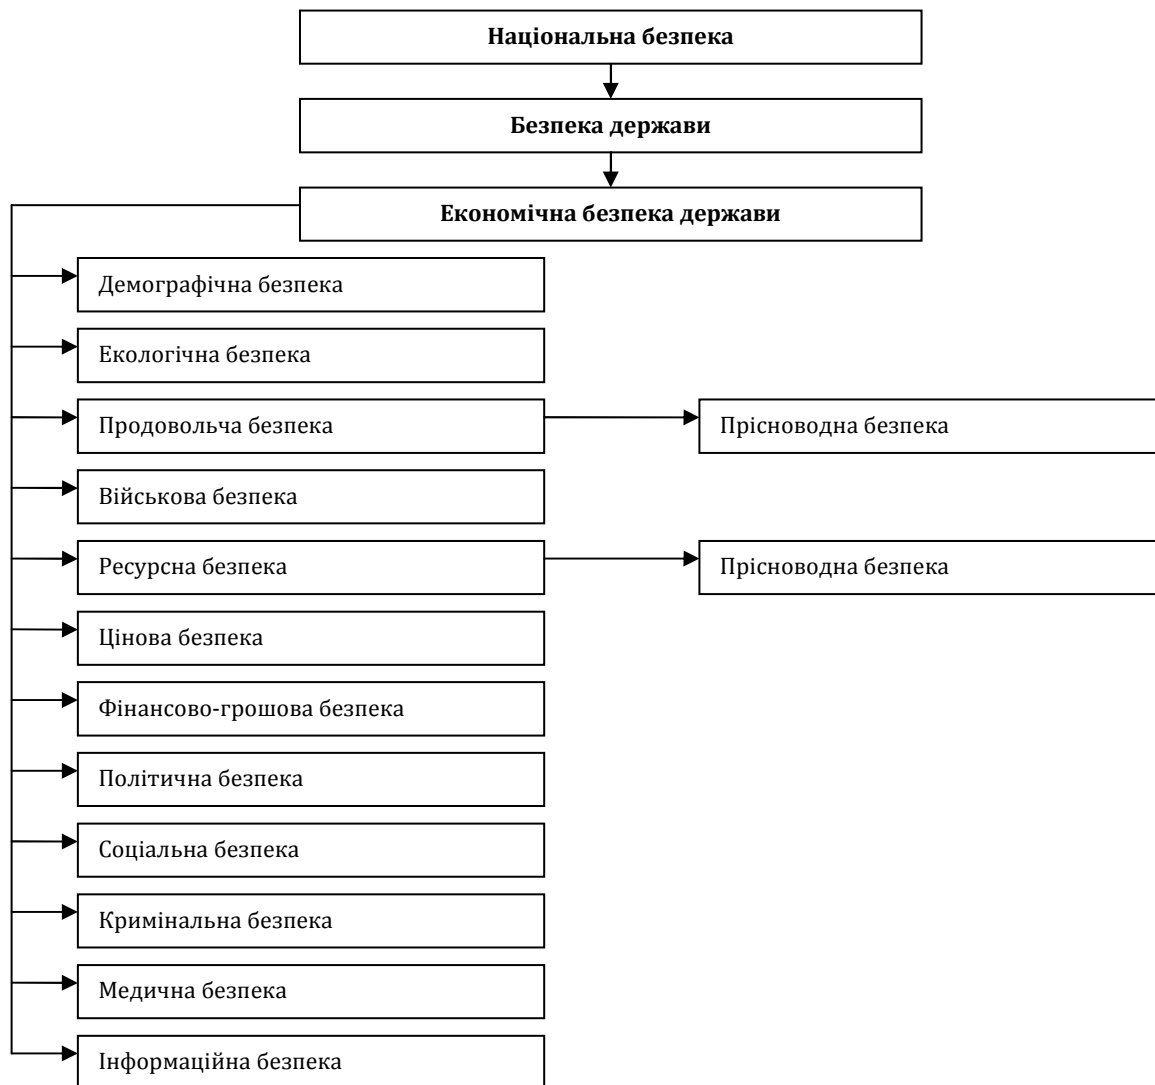 Національна безпека
Безпека держави
Економічна безпека держави
Демографічна безпека
Екологічна безпека
Продовольча безпека
Прісноводна безпека
Військова безпека
Ресурсна безпека
Прісноводна безпека
Цінова безпека
Фінансово-грошова безпека
Політична безпека
Соціальна безпека
Кримінальна безпека
Медична безпека
Інформаційна безпека